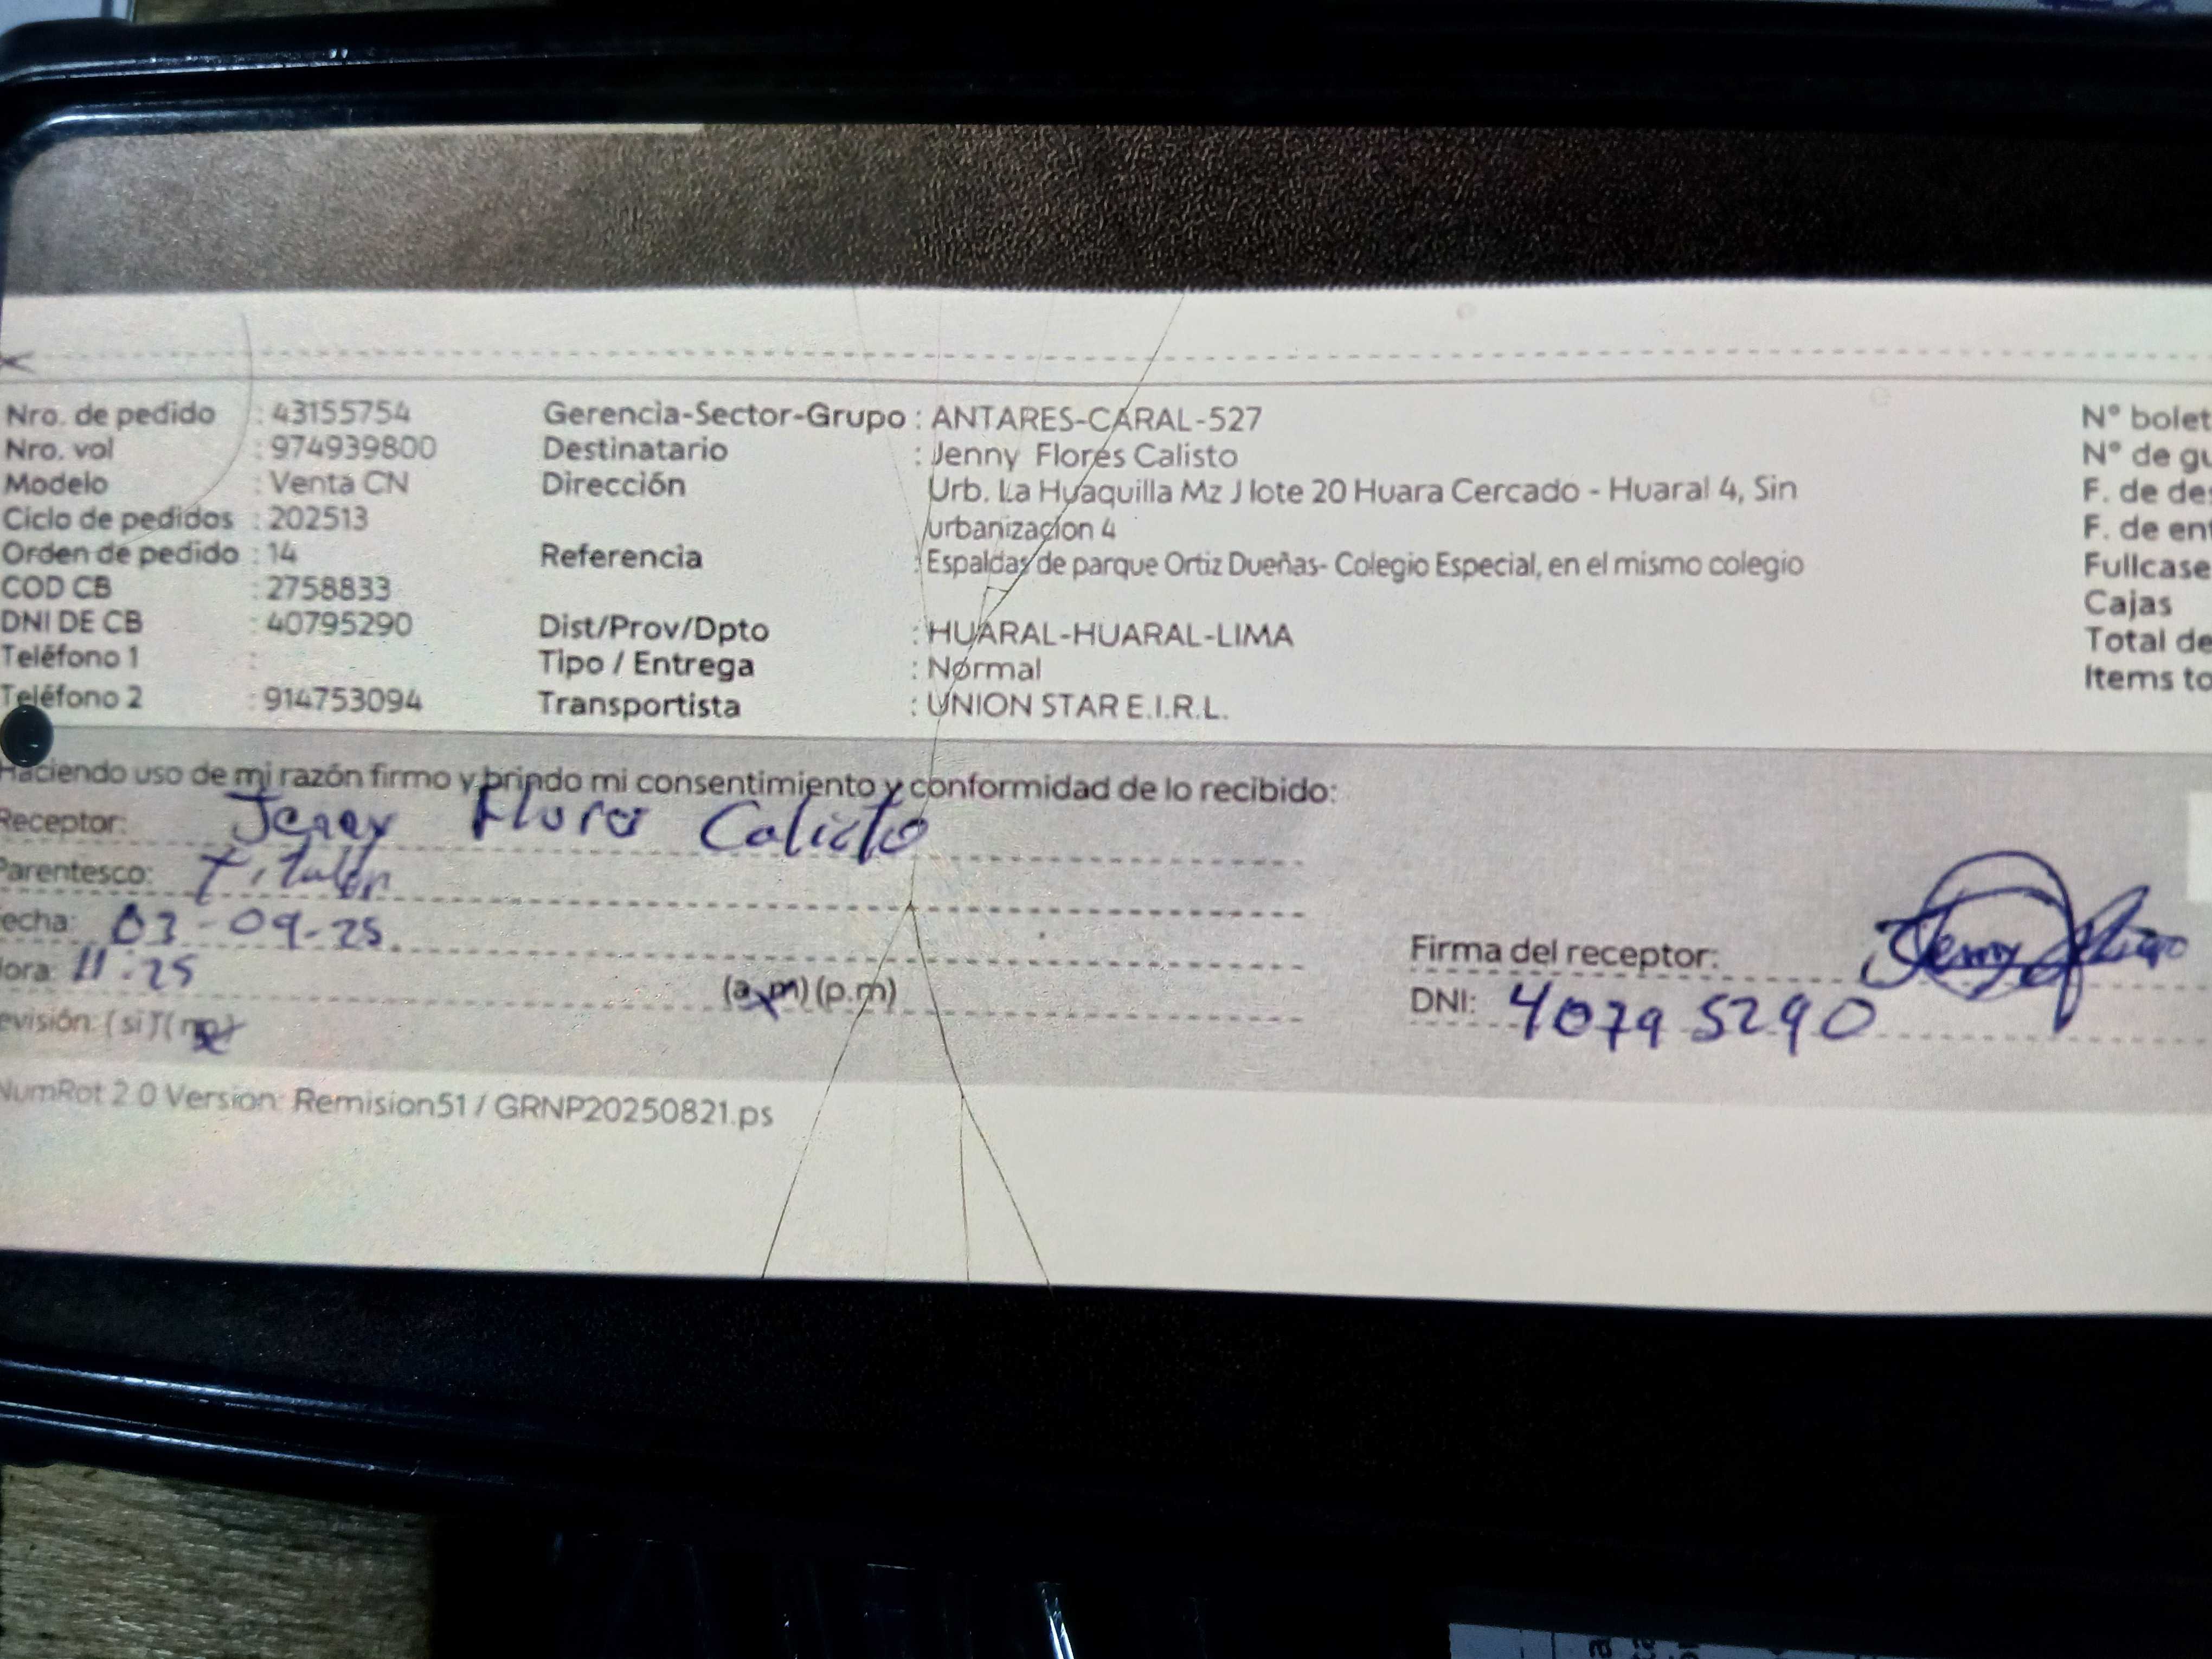 Nro. de pedido : 43155754 Gerencia-Sector-Grupo : ANTARES-CARAL-527 N° bolet
Nro. vol : 974939800 Destinatario : Jenny Flores Calisto N° de gu
Modelo : Venta CN Dirección Urb. La Huaquilla Mz J lote 20 Huara Cercado - Huaral 4, Sin F. de des
Ciclo de pedidos : 202513 urbanizacion 4 F. de ent
Orden de pedido : 14 Referencia : Espaldas de parque Ortiz Dueñas- Colegio Especial, en el mismo colegio Fullcase
COD CB : 2758833 Cajas
DNI DE CB : 40795290 Dist/Prov/Dpto : HUARAL-HUARAL-LIMA Total de
Teléfono 1 : Tipo / Entrega : Normal Items to
Teléfono 2 : 914753094 Transportista : UNION STAR E.I.R.L.
Haciendo uso de mi razón firmo y brindo mi consentimiento y conformidad de lo recibido:
Receptor: Jenny Flores Calisto
Parentesco: Titular
echa: 03-09-25
ora: 11:25 (a.m) (p.m)
Firma del receptor: Jenny
evisión: (si) (no)
DNI: 40795290
NumRot 2.0 Version: Remision51 / GRNP20250821.ps